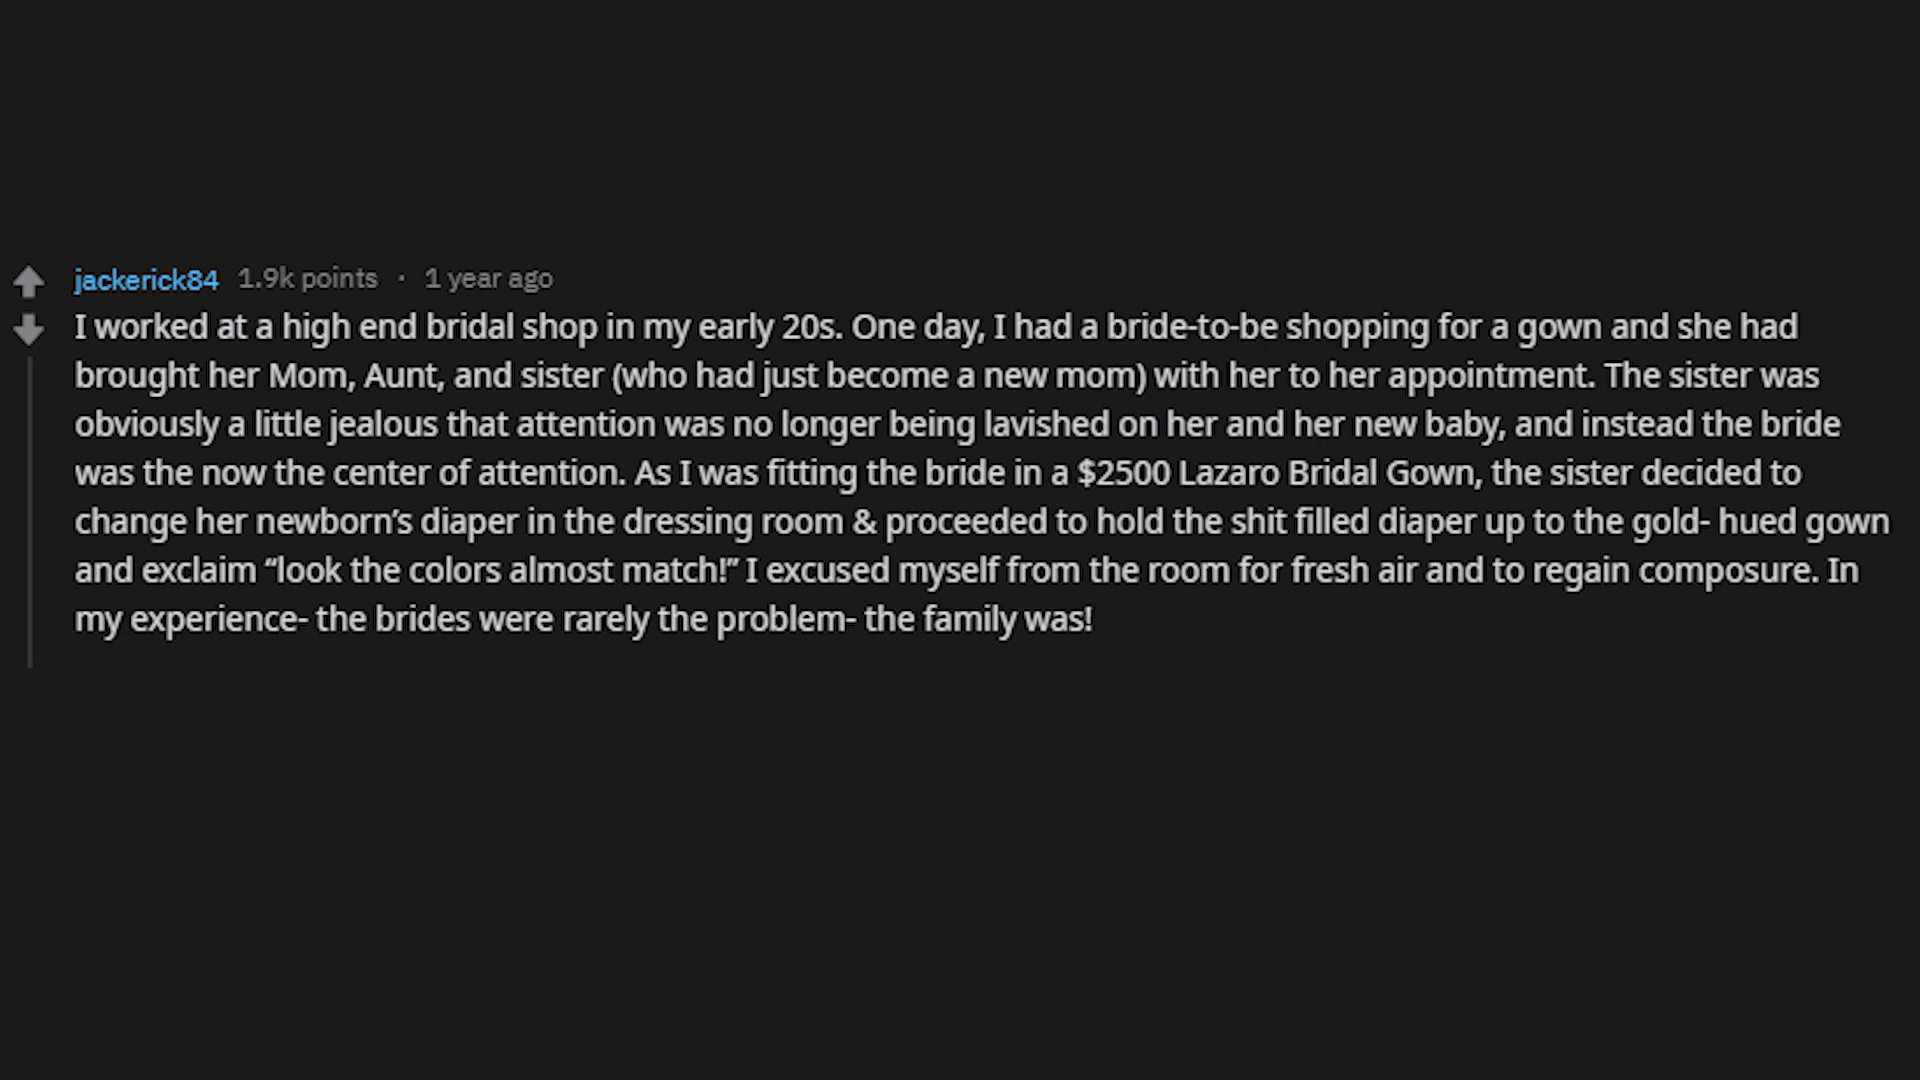 jackerick84 1.9k points · 1 year ago
I worked at a high end bridal shop in my early 20s. One day, I had a bride-to-be shopping for a gown and she had
brought her Mom, Aunt, and sister (who had just become a new mom) with her to her appointment. The sister was
obviously a little jealous that attention was no longer being lavished on her and her new baby, and instead the bride
was the now the center of attention. As I was fitting the bride in a $2500 Lazaro Bridal Gown, the sister decided to
change her newborn’s diaper in the dressing room & proceeded to hold the shit filled diaper up to the gold- hued gown
and exclaim “look the colors almost match!” I excused myself from the room for fresh air and to regain composure. In
my experience- the brides were rarely the problem- the family was!